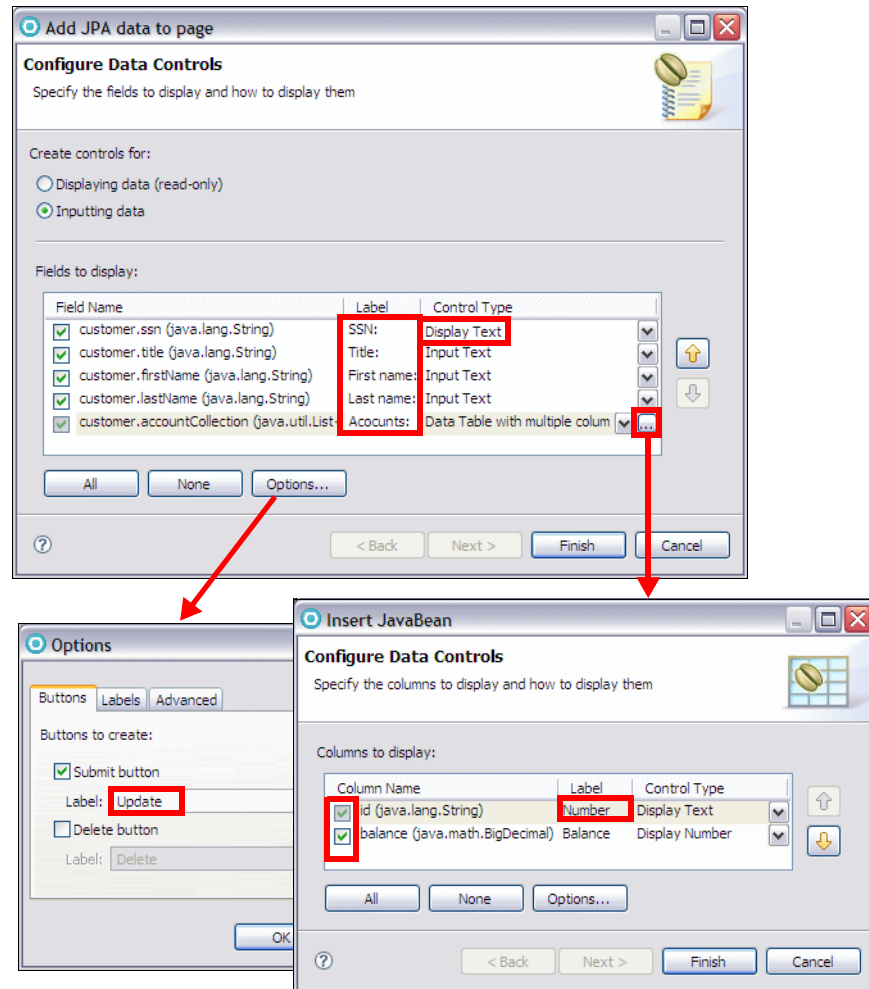 Add JPA data to page
Configure Data Controls
Specify the fields to display and how to display them
Create controls for:
Displaying data (read-only)
Inputting data
Fields to display:
Field Name Label Control Type
customer.ssn (java.lang.String) SSN: Display Text
customer.title (java.lang.String) Title: Input Text
customer.firstName (java.lang.String) First name: Input Text
customer.lastName (java.lang.String) Last name: Input Text
customer.accountCollection (java.util.List Acocunts: Data Table with multiple colum ...
All None Options...
? < Back Next > Finish Cancel
Options
Buttons Labels Advanced
Buttons to create:
Submit button
Label: Update
Delete button
Label: Delete
OK
Insert JavaBean
Configure Data Controls
Specify the columns to display and how to display them
Columns to display:
Column Name Label Control Type
id (java.lang.String) Number Display Text
balance (java.math.BigDecimal) Balance Display Number
All None Options...
? < Back Next > Finish Cancel